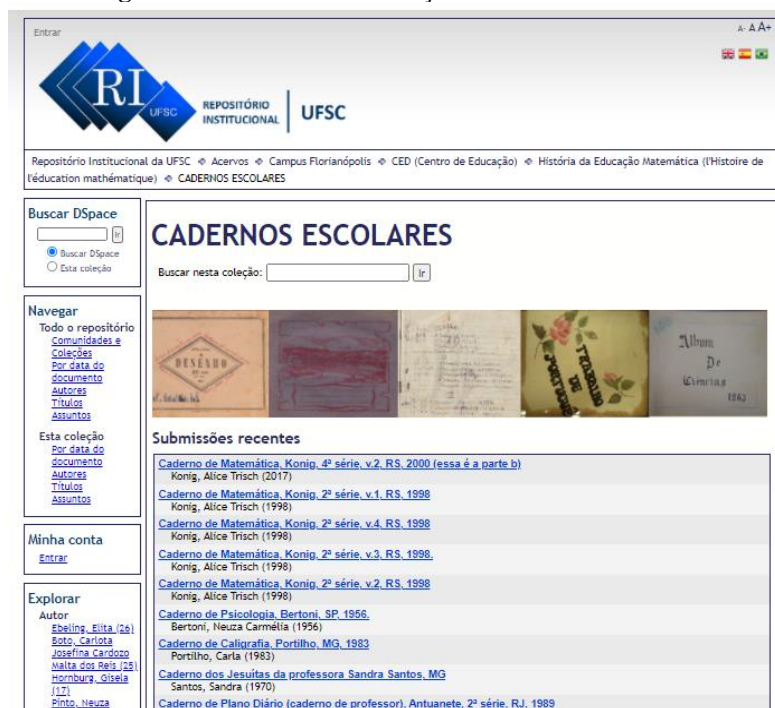 Entrar
A- A A+
RI
UFSC
REPOSITÓRIO
INSTITUCIONAL
UFSC
Repositório Institucional da UFSC Acervos Campus Florianópolis CED (Centro de Educação) História da Educação Matemática (l'Histoire de
l'éducation mathématique) CADERNOS ESCOLARES
Buscar DSpace
Ir
Buscar DSpace
Esta coleção
Navegar
Todo o repositório
Comunidades e
Coleções
Por data do
documento
Autores
Títulos
Assuntos
Esta coleção
Por data do
documento
Autores
Títulos
Assuntos
Minha conta
Entrar
Explorar
Autor
Ebeling, Elita (26)
Boto, Carlota
Josefina Cardozo
Malta dos Reis (25)
Hornburg, Gisela
(17)
Pinto, Neuza
CADERNOS ESCOLARES
Buscar nesta coleção: Ir
DESENHO
TRABALHO
DE
PORTUGUÊS
Album
De
Ciencias
1963
Submissões recentes
Caderno de Matemática, Konig, 4ª série, v.2, RS, 2000 (essa é a parte b)
Konig, Alice Trisch (2017)
Caderno de Matemática, Konig, 2ª série, v.1, RS, 1998
Konig, Alice Trisch (1998)
Caderno de Matemática, Konig, 2ª série, v.4, RS, 1998
Konig, Alice Trisch (1998)
Caderno de Matemática, Konig, 2ª série, v.3, RS, 1998.
Konig, Alice Trisch (1998)
Caderno de Matemática, Konig, 2ª série, v.2, RS, 1998
Konig, Alice Trisch (1998)
Caderno de Psicologia, Bertoni, SP, 1956.
Bertoni, Neuza Carmélia (1956)
Caderno de Caligrafia, Portilho, MG, 1983
Portilho, Carla (1983)
Caderno dos Jesuítas da professora Sandra Santos, MG
Santos, Sandra (1970)
Caderno de Plano Diário (caderno de professor), Antuanete, 2ª série, RJ, 1989